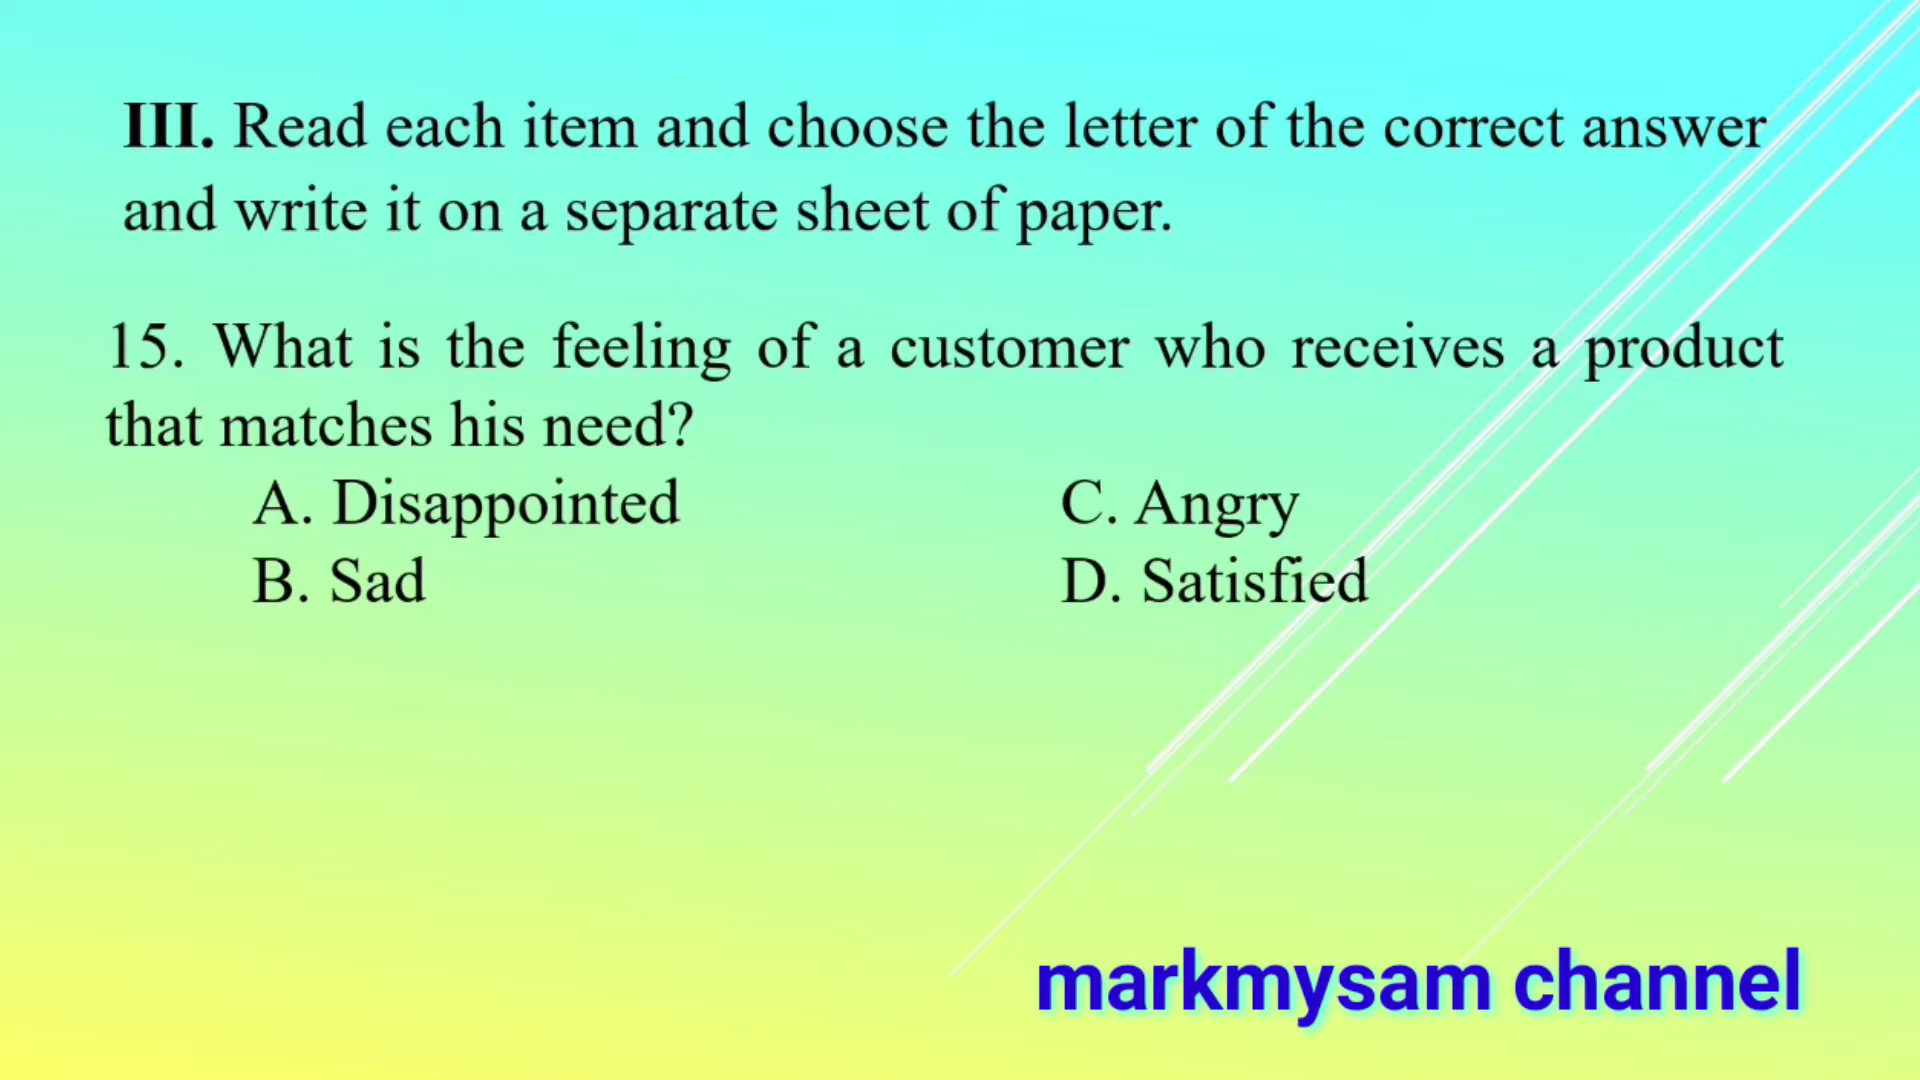 III. Read each item and choose the letter of the correct answer
and write it on a separate sheet of paper.
15. What is the feeling of a customer who receives a product
that matches his need?
A. Disappointed
B. Sad
C. Angry
D. Satisfied
markmysam channel